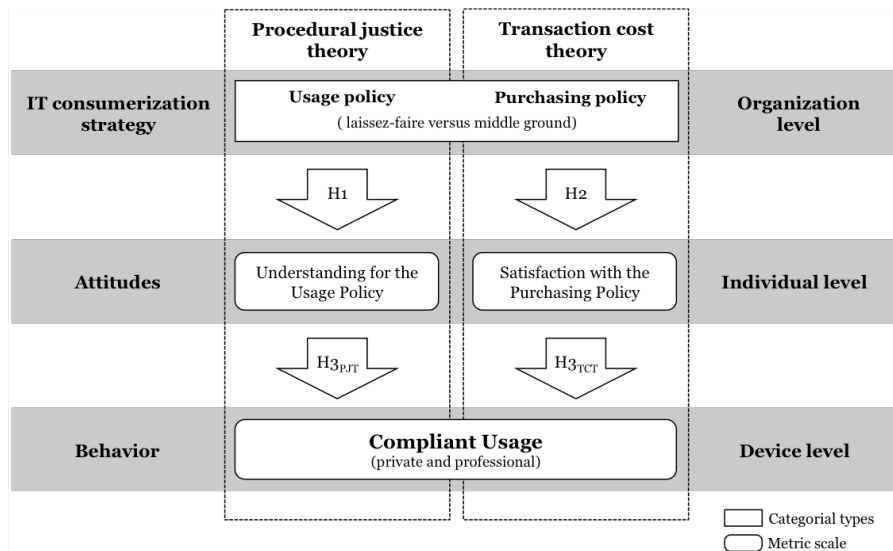 Procedural justice
theory
Transaction cost
theory
IT consumerization
strategy
Usage policy
Purchasing policy
( laissez-faire versus middle ground)
Organization
level
H1
H2
Attitudes
Understanding for the
Usage Policy
Satisfaction with the
Purchasing Policy
Individual level
H3PJT
H3TCT
Behavior
Compliant Usage
(private and professional)
Device level
Categorial types
Metric scale